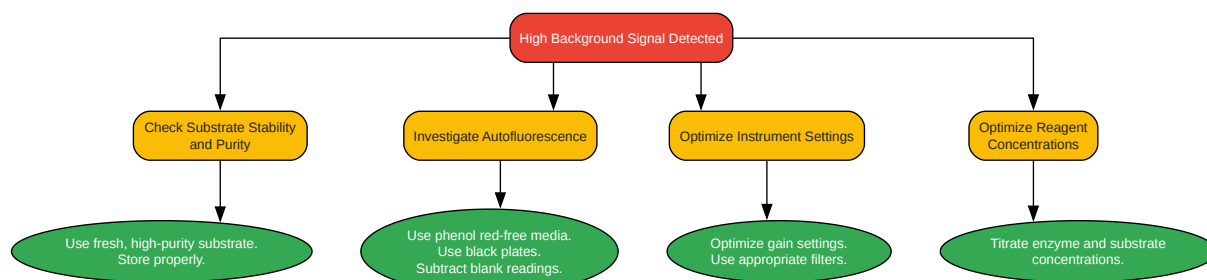 High Background Signal Detected
Check Substrate Stability
and Purity
Investigate Autofluorescence
Optimize Instrument Settings
Optimize Reagent
Concentrations
Use fresh, high-purity substrate.
Store properly.
Use phenol red-free media.
Use black plates.
Subtract blank readings.
Optimize gain settings.
Use appropriate filters.
Titrate enzyme and substrate
concentrations.